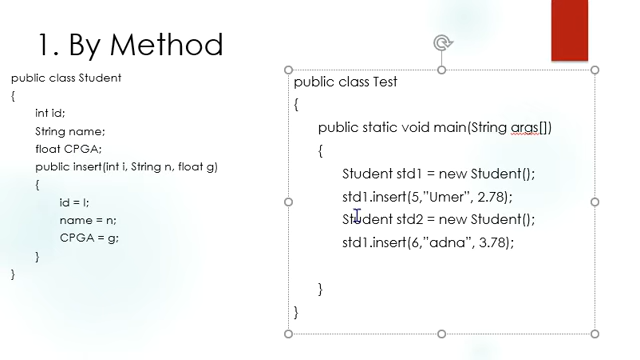 1. By Method
public class Student
{
int id;
String name;
float CPGA;
public insert(int i, String n, float g)
{
id = I;
name = n;
CPGA = g;
}
}
public class Test
{
public static void main(String args[])
{
Student std1 = new Student();
std1.insert(5,"Umer", 2.78);
Student std2 = new Student();
std1.insert(6,"adna", 3.78);
}
}